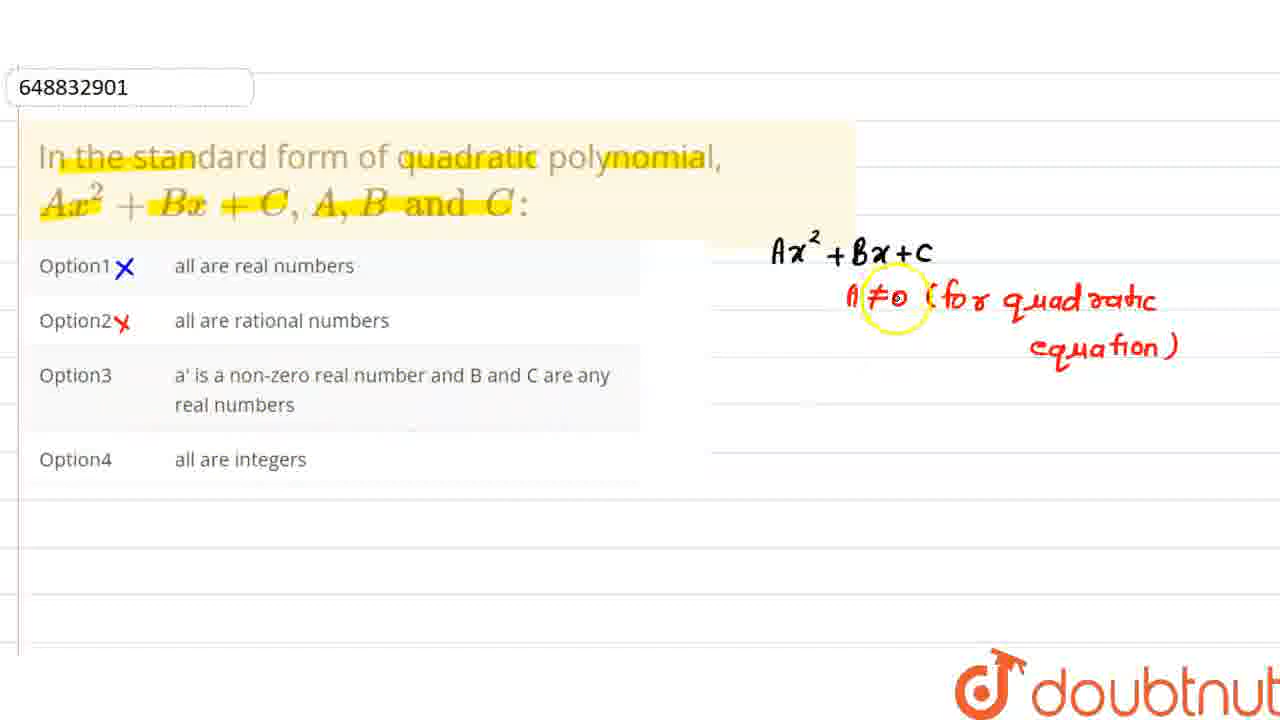 648832901
In the standard form of quadratic polynomial,
Ax² + Bx + C, A, B and C:
Option1 X all are real numbers
Option2 X all are rational numbers
Option3 a' is a non-zero real number and B and C are any
real numbers
Option4 all are integers
Ax² + Bx + C
A ≠ 0 (for quadratic
equation)
doubtnut